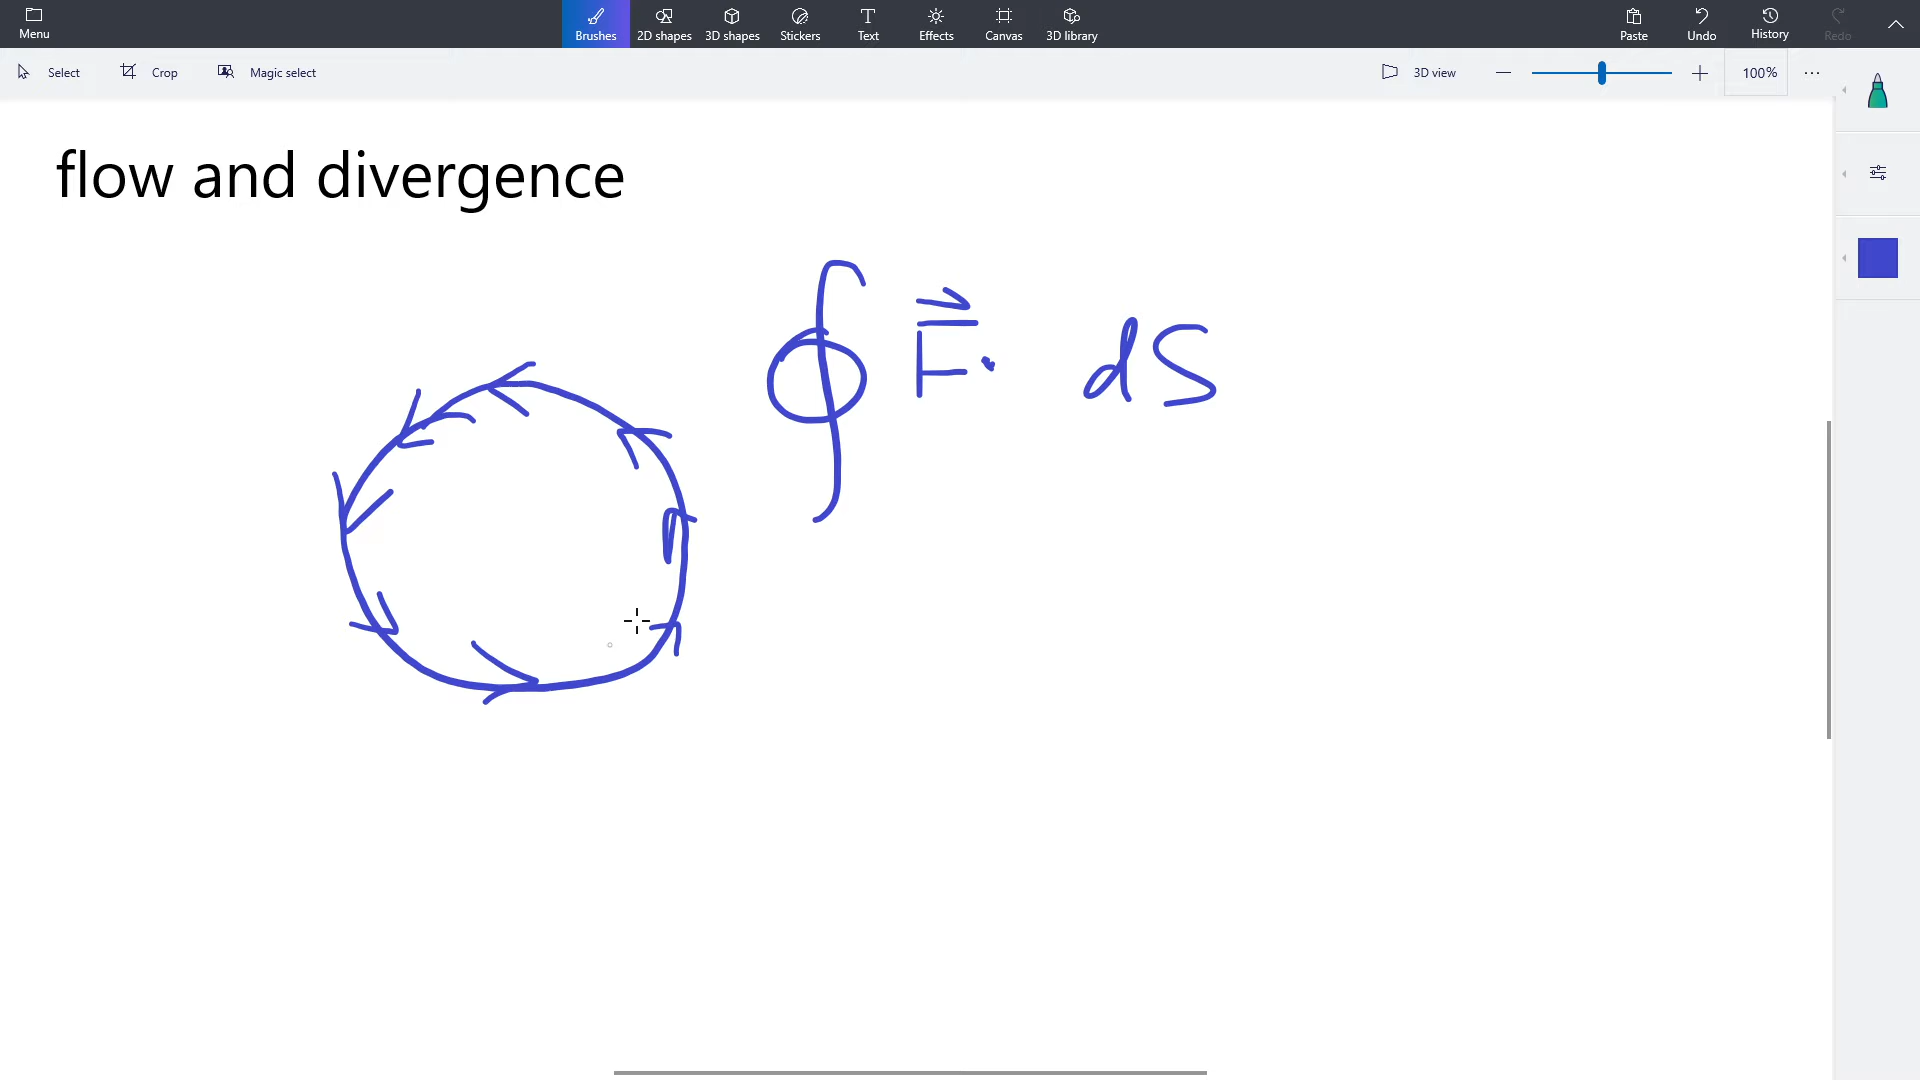 Menu Brushes 2D shapes 3D shapes Stickers Text Effects Canvas 3D library Paste Undo History Redo
Select Crop Magic select 3D view 100% ...
flow and divergence
∮ F⃗ · dS